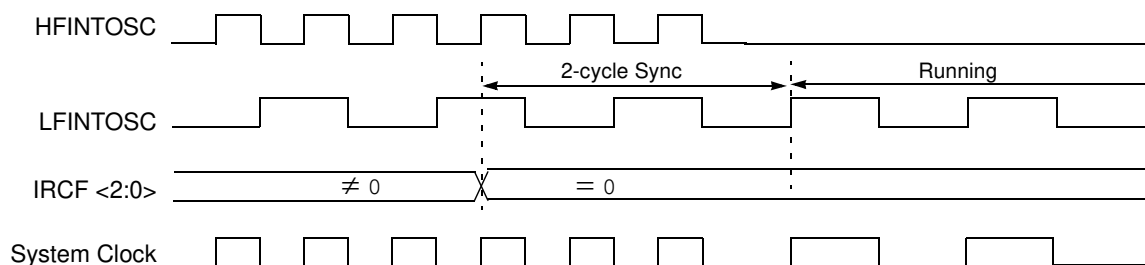 HFINTOSC
2-cycle Sync
Running
LFINTOSC
IRCF <2:0>
≠ 0
= 0
System Clock